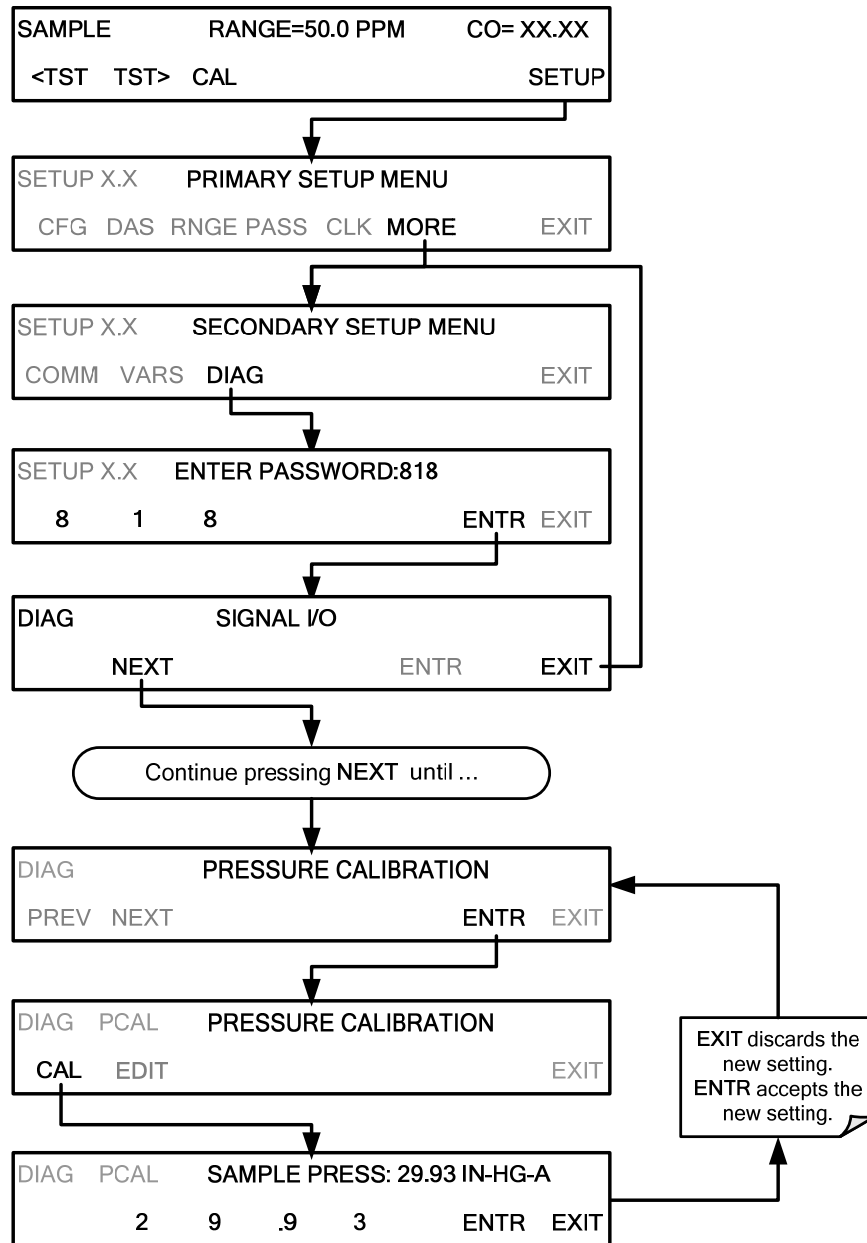 SAMPLE RANGE=50.0 PPM CO= XX.XX
<TST TST> CAL SETUP
SETUP X.X PRIMARY SETUP MENU
CFG DAS RNGE PASS CLK MORE EXIT
SETUP X.X SECONDARY SETUP MENU
COMM VARS DIAG EXIT
SETUP X.X ENTER PASSWORD:818
8 1 8 ENTR EXIT
DIAG SIGNAL I/O
NEXT ENTR EXIT
Continue pressing NEXT until ...
DIAG PRESSURE CALIBRATION
PREV NEXT ENTR EXIT
DIAG PCAL PRESSURE CALIBRATION
CAL EDIT EXIT
EXIT discards the
new setting.
ENTR accepts the
new setting.
DIAG PCAL SAMPLE PRESS: 29.93 IN-HG-A
2 9 .9 3 ENTR EXIT